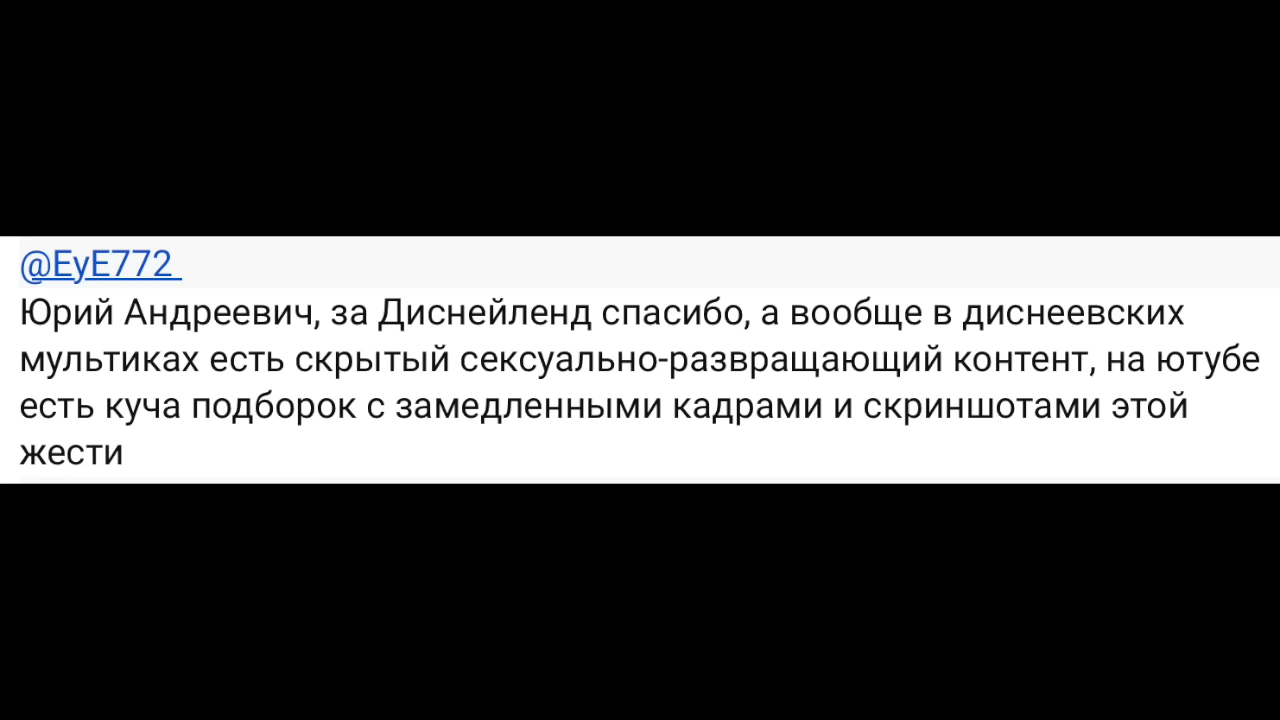 @EyE772
Юрий Андреевич, за Диснейленд спасибо, а вообще в диснеевских
мультиках есть скрытый сексуально-развращающий контент, на ютубе
есть куча подборок с замедленными кадрами и скриншотами этой
жести